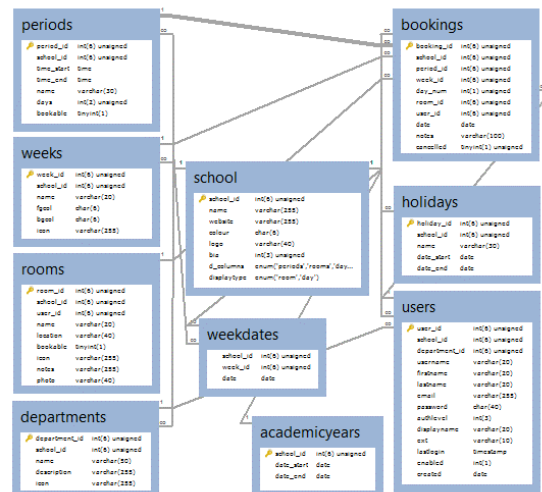 periods
period_id int(6) unsigned
school_id int(6) unsigned
time_start time
time_end time
name varchar(30)
days int(2) unsigned
bookable tinyint(1)
bookings
booking_id int(6) unsigned
school_id int(6) unsigned
period_id int(6) unsigned
week_id int(6) unsigned
day_num int(1) unsigned
room_id int(6) unsigned
user_id int(6) unsigned
date date
notes varchar(100)
cancelled tinyint(1) unsigned
weeks
week_id int(6) unsigned
school_id int(6) unsigned
name varchar(20)
fgcol char(6)
bgcol char(6)
icon varchar(255)
school
school_id int(6) unsigned
name varchar(255)
website varchar(255)
colour char(6)
logo varchar(40)
bia int(3) unsigned
d_columns enum('periods','rooms','day...
displaytype enum('room','day')
holidays
holiday_id int(6) unsigned
school_id int(6) unsigned
name varchar(30)
date_start date
date_end date
rooms
room_id int(6) unsigned
school_id int(6) unsigned
user_id int(6) unsigned
name varchar(20)
location varchar(40)
bookable tinyint(1)
icon varchar(255)
notes varchar(255)
photo varchar(40)
users
user_id int(6) unsigned
school_id int(6) unsigned
department_id int(6) unsigned
username varchar(20)
firstname varchar(20)
lastname varchar(20)
email varchar(255)
password char(40)
authlevel int(3)
displayname varchar(20)
ext varchar(10)
lastlogin timestamp
enabled int(1)
created date
weekdates
school_id int(6) unsigned
week_id int(6) unsigned
date date
departments
department_id int(6) unsigned
school_id int(6) unsigned
name varchar(50)
description varchar(255)
icon varchar(255)
academicyears
school_id int(6) unsigned
date_start date
date_end date